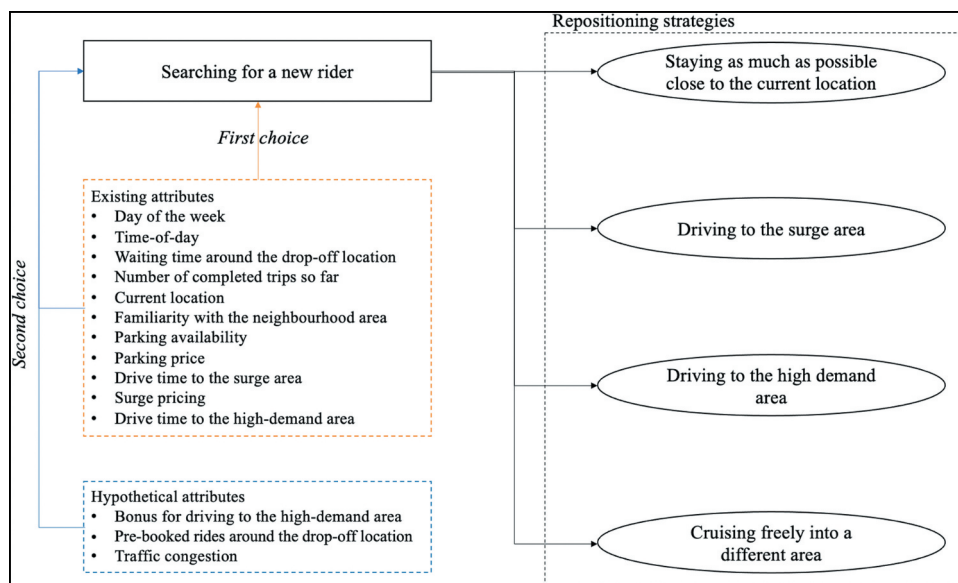 Repositioning strategies
Searching for a new rider
Staying as much as possible
close to the current location
First choice
Existing attributes
• Day of the week
• Time-of-day
• Waiting time around the drop-off location
• Number of completed trips so far
• Current location
• Familiarity with the neighbourhood area
• Parking availability
• Parking price
• Drive time to the surge area
• Surge pricing
• Drive time to the high-demand area
Driving to the surge area
Second choice
Driving to the high demand
area
Hypothetical attributes
• Bonus for driving to the high-demand area
• Pre-booked rides around the drop-off location
• Traffic congestion
Cruising freely into a
different area